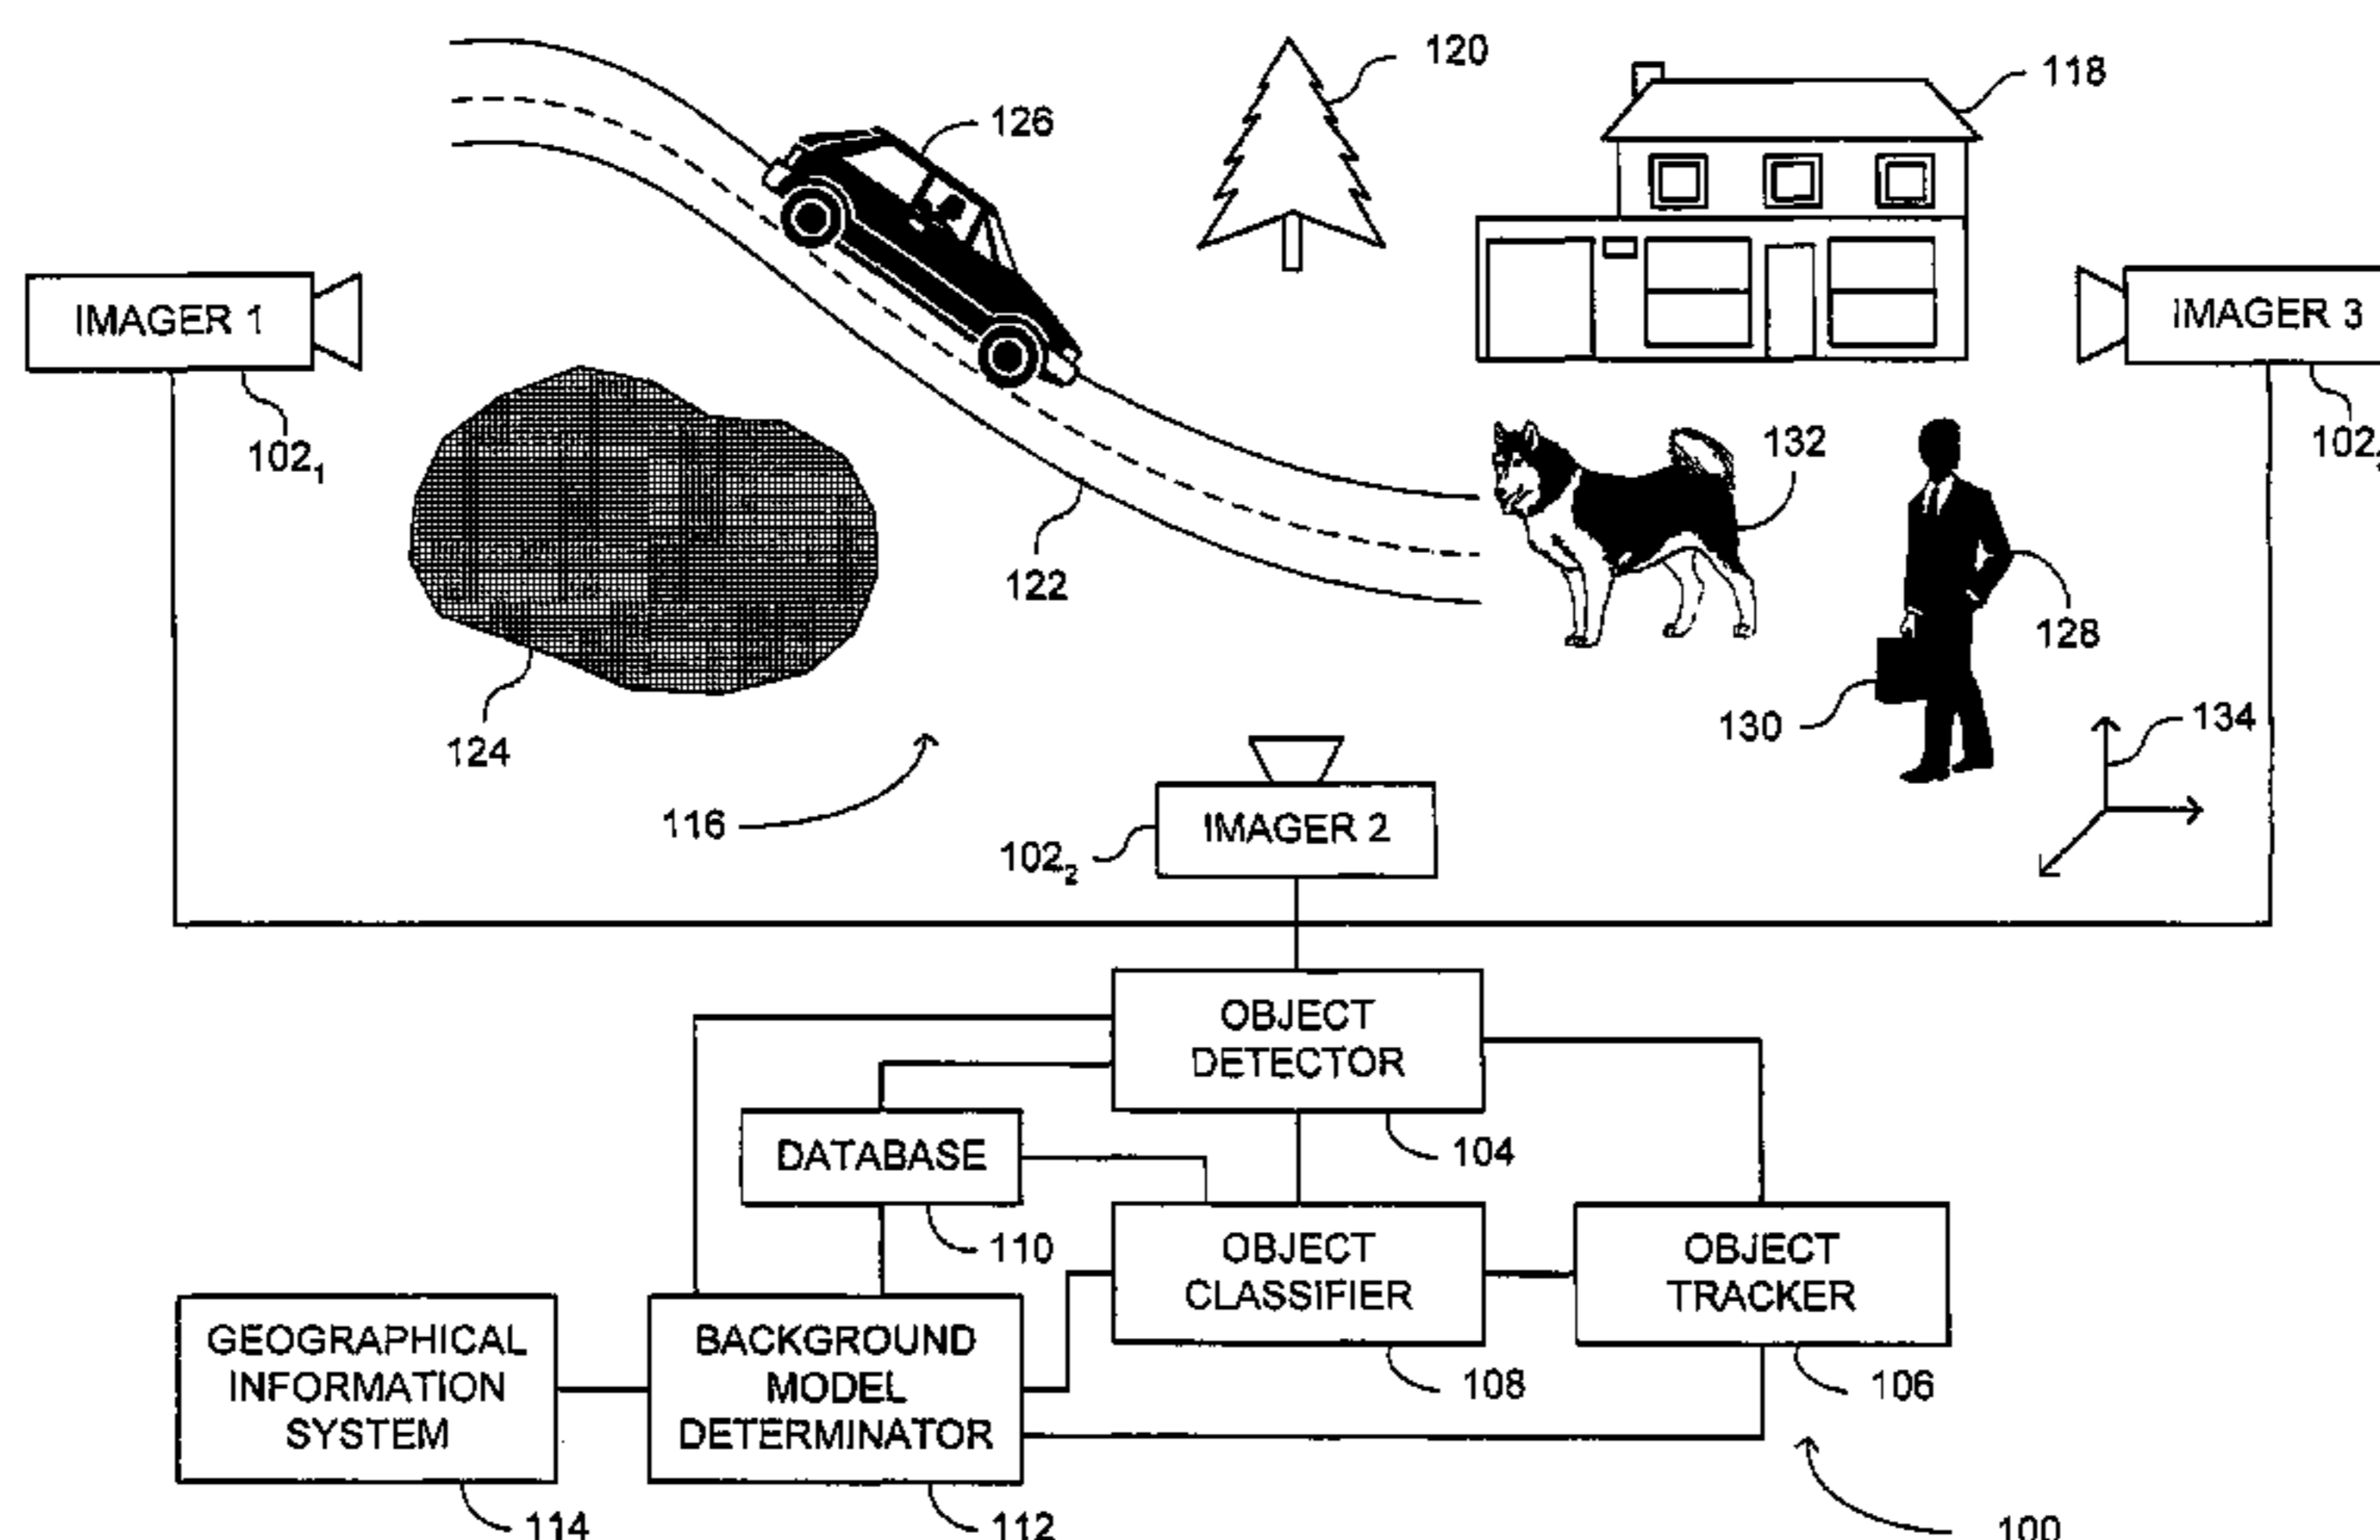 120
118
126
IMAGER 1
IMAGER 3
132
102₁
122
128
130
134
124
116
IMAGER 2
102₂
OBJECT
DETECTOR
DATABASE
104
110
OBJECT
CLASSIFIER
OBJECT
TRACKER
GEOGRAPHICAL
INFORMATION
SYSTEM
BACKGROUND
MODEL
DETERMINATOR
108
106
114
112
100